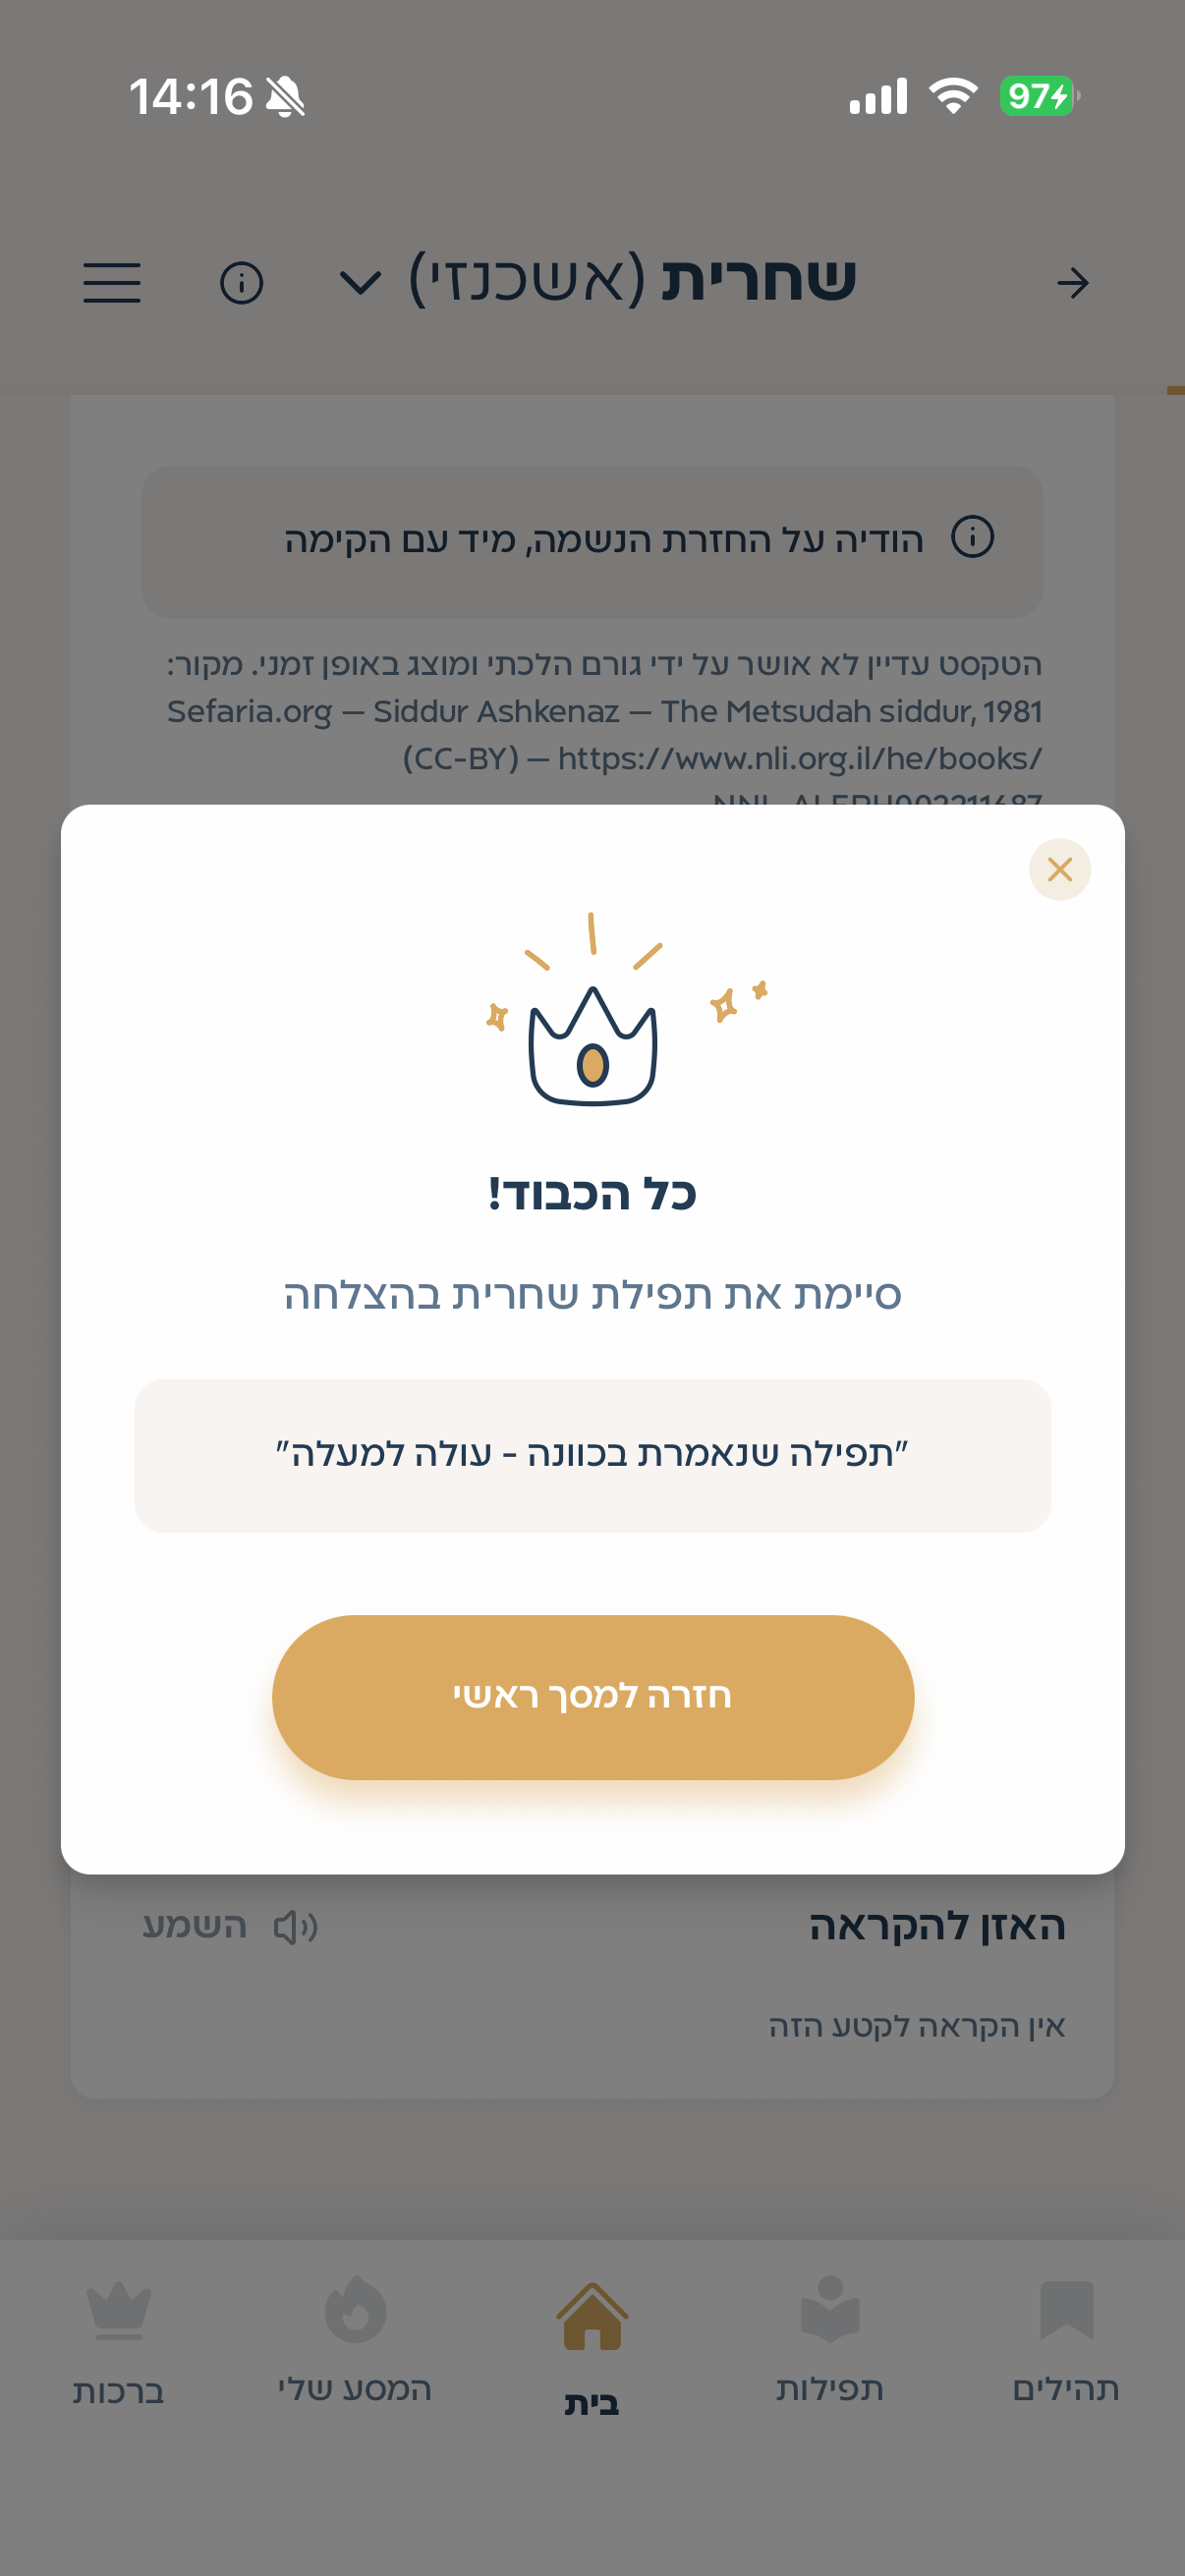 14:16
97
שחרית (אשכנזי)
הודיה על החזרת הנשמה, מיד עם הקימה
הטקסט עדיין לא אושר על ידי גורם הלכתי ומוצג באופן זמני. מקור:
Sefaria.org — Siddur Ashkenaz — The Metsudah siddur, 1981
(CC-BY) — https://www.nli.org.il/he/books/
כל הכבוד!
סיימת את תפילת שחרית בהצלחה
"תפילה שנאמרת בכוונה - עולה למעלה"
חזרה למסך ראשי
האזן להקראה
השמע
אין הקראה לקטע הזה
תהילים
תפילות
בית
המסע שלי
ברכות